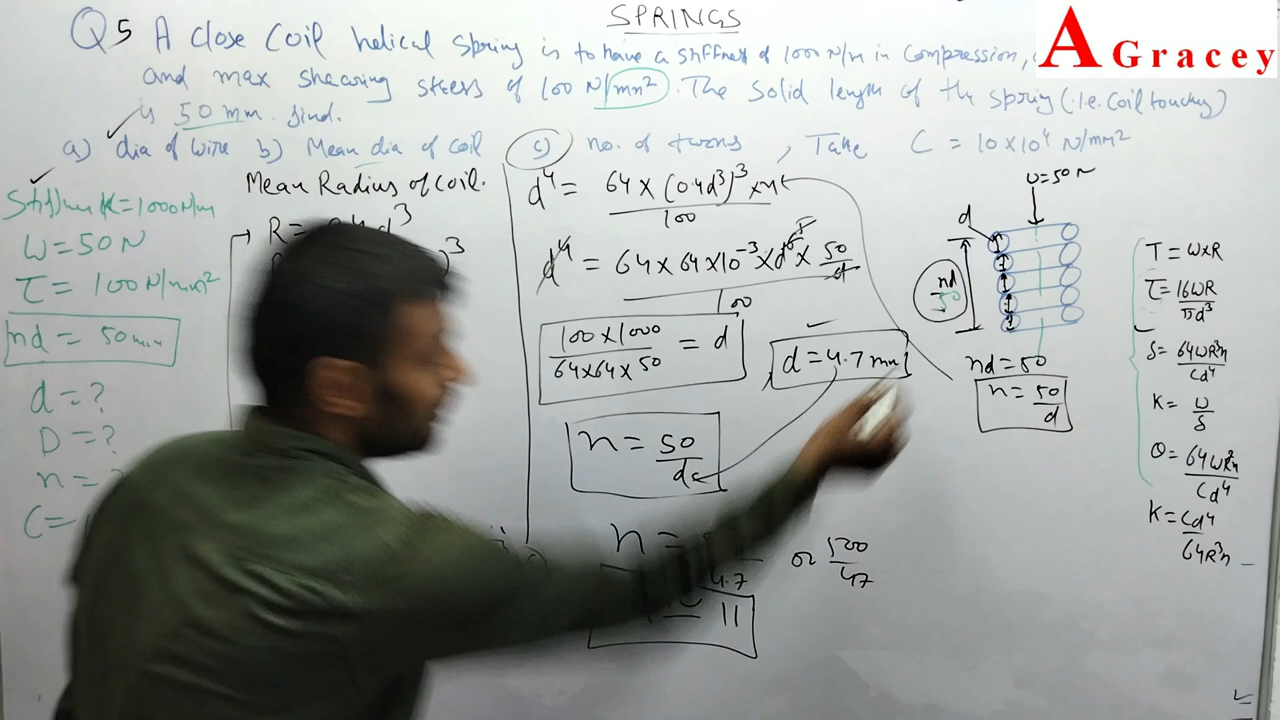 SPRINGS
A Gracey
Q5 A close coil helical spring is to have a stiffness of 1000 N/m in compression,
and max shearing stress of 100 N/mm². The solid length of the spring (i.e. coil touching)
is 50 mm. find.
a) dia of wire b) Mean dia of coil c) no. of turns, Take C = 10×10⁴ N/mm²
Stiffness K = 1000 N/m
W = 50 N
τ = 100 N/mm²
nd = 50 mm
d = ?
D = ?
n =
C =
Mean Radius of coil.
R =
d³
)³
d⁴ = 64 × (0.4d³)³ × n / 100
d⁴ = 64 × 64 × 10⁻³ × d⁹ × 50/d / 100
100 × 1000 / 64 × 64 × 50 = d
d = 4.7 mm
n = 50/d
n =
4.7
or 500/47
11
W = 50 N
d
nd
50
nd = 50
n = 50/d
T = W×R
τ = 16WR/πd³
δ = 64WR³n/Cd⁴
K = W/δ
θ = 64WR²n/Cd⁴
K = Cd⁴/64R³n